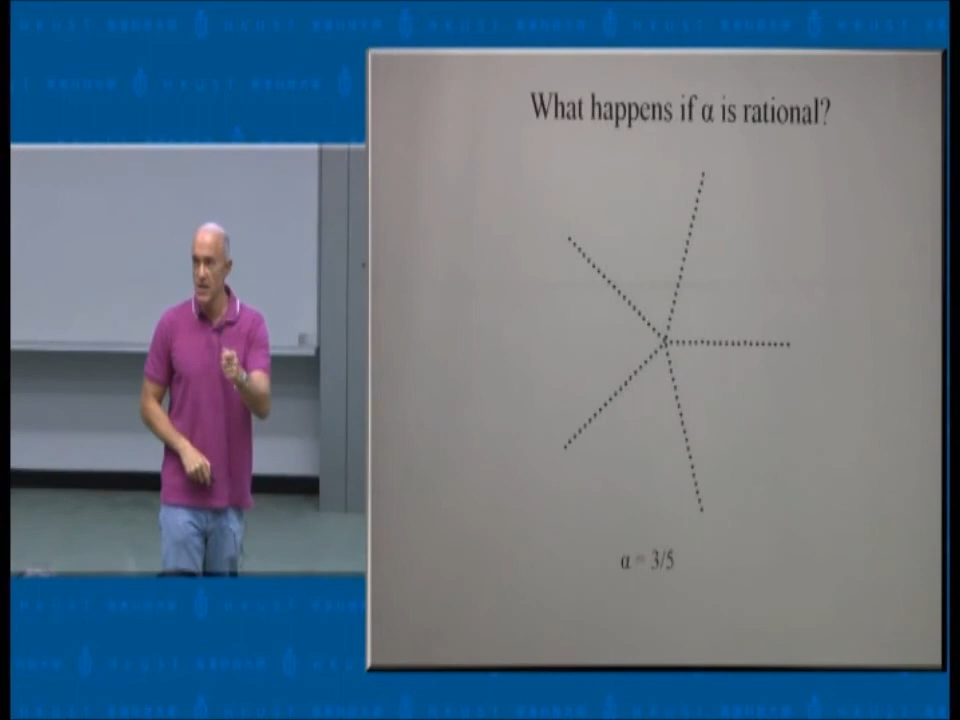 What happens if α is rational?
α = 3/5